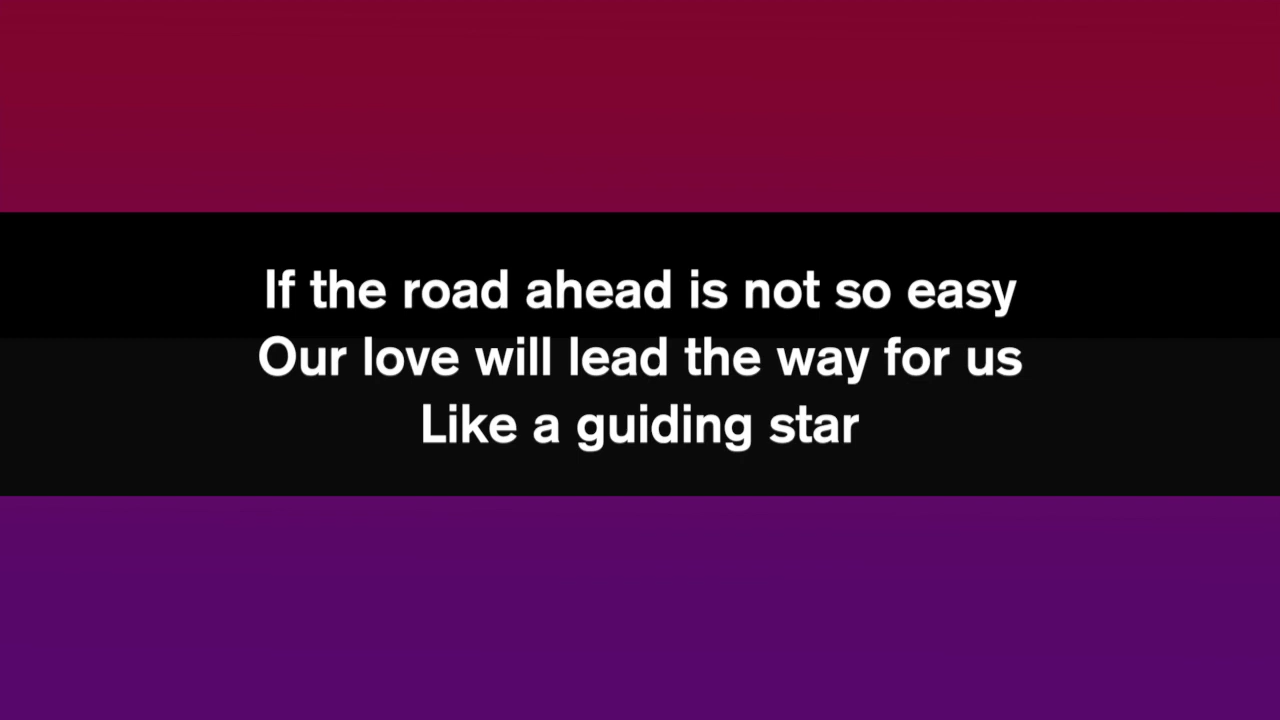 If the road ahead is not so easy
Our love will lead the way for us
Like a guiding star